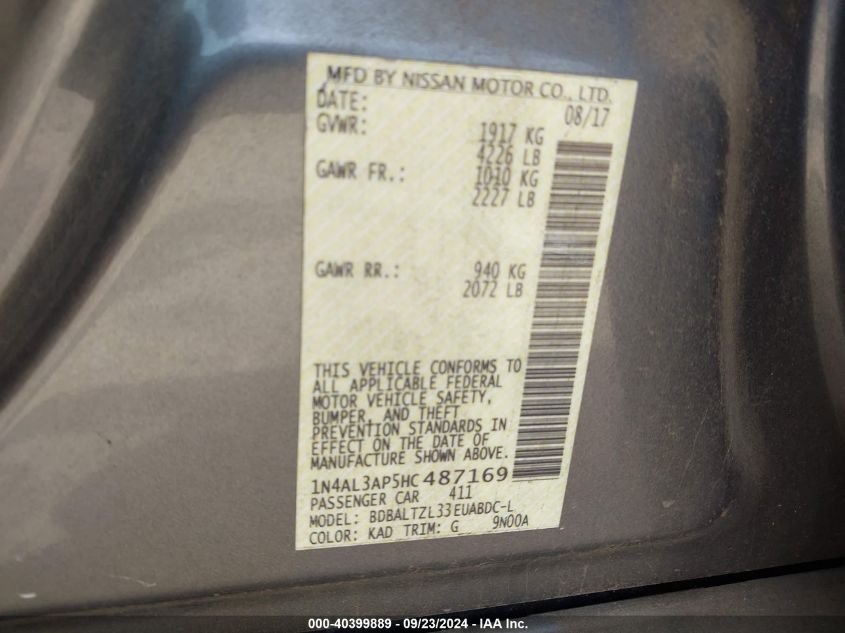 MFD BY NISSAN MOTOR CO., LTD.
DATE: 08/17
GVWR: 1917 KG
4226 LB
GAWR FR.: 1010 KG
2227 LB
GAWR RR.: 940 KG
2072 LB
THIS VEHICLE CONFORMS TO
ALL APPLICABLE FEDERAL
MOTOR VEHICLE SAFETY,
BUMPER, AND THEFT
PREVENTION STANDARDS IN
EFFECT ON THE DATE OF
MANUFACTURE SHOWN ABOVE.
1N4AL3AP5HC487169
PASSENGER CAR 411
MODEL: BDBALTZL33EUABDC-L
COLOR: KAD TRIM: G 9N00A
000-40399889 - 09/23/2024 - IAA Inc.